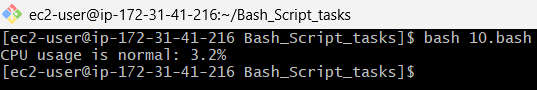 ec2-user@ip-172-31-41-216:~/Bash_Script_tasks
[ec2-user@ip-172-31-41-216 Bash_Script_tasks]$ bash 10.bash
CPU usage is normal: 3.2%
[ec2-user@ip-172-31-41-216 Bash_Script_tasks]$